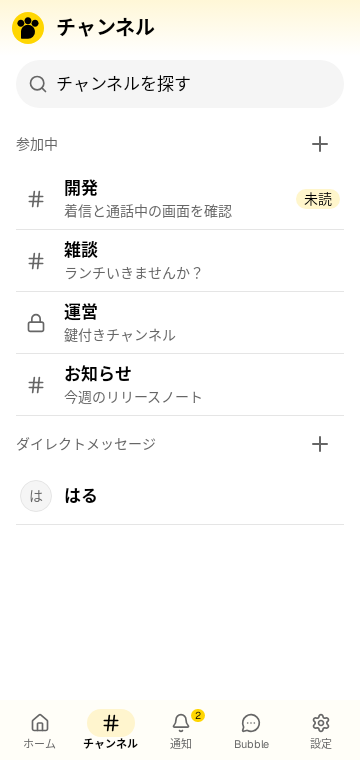 チャンネル
チャンネルを探す
参加中
開発
着信と通話中の画面を確認
未読
雑談
ランチいきませんか？
運営
鍵付きチャンネル
お知らせ
今週のリリースノート
ダイレクトメッセージ
は
はる
2
ホーム
チャンネル
通知
Bubble
設定